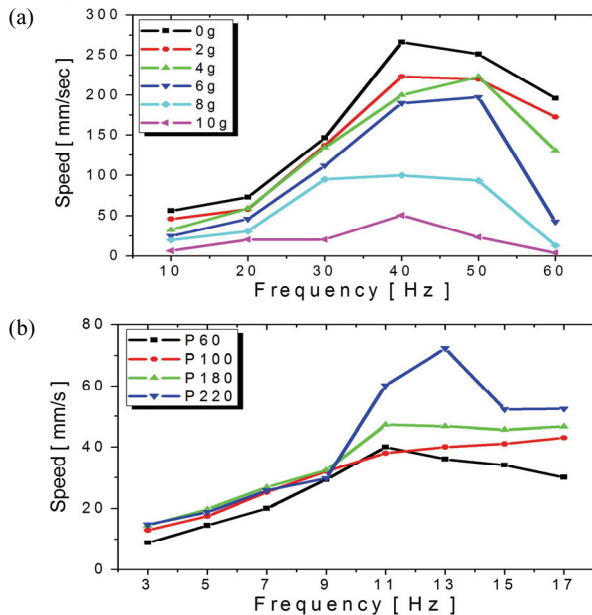 (a)
300
250
200
150
100
50
0
Speed [ mm/sec]
0g
2g
4g
6g
8g
10g
10 20 30 40 50 60
Frequency [ Hz]
(b)
80
60
40
20
0
Speed [ mm/s]
P60
P100
P180
P220
3 5 7 9 11 13 15 17
Frequency [ Hz]